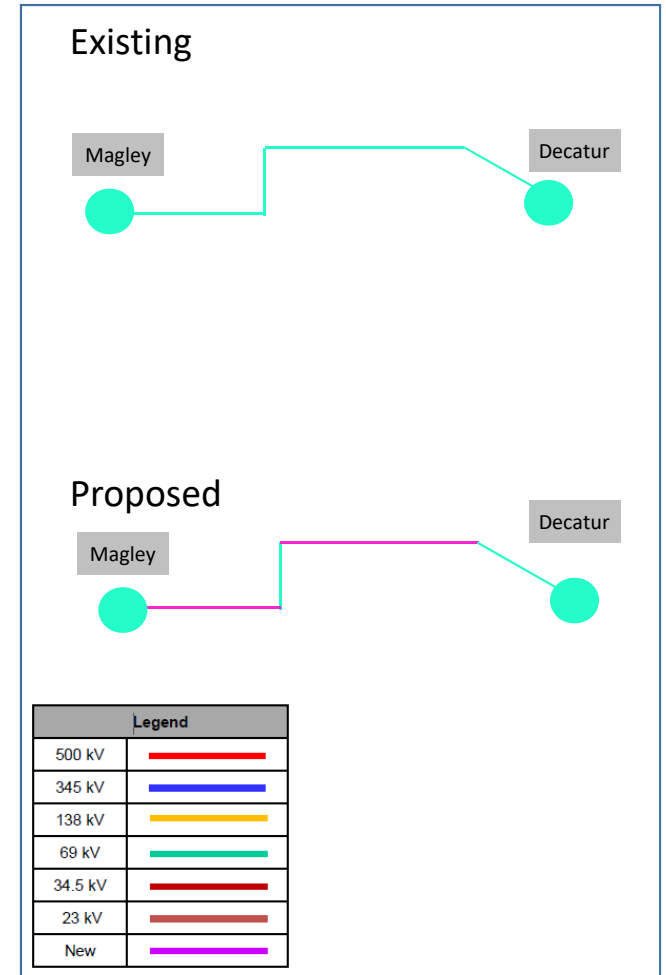 Existing
Magley
Decatur
Proposed
Decatur
Magley
Legend
500 kV
345 kV
138 kV
69 kV
34.5 kV
23 kV
New